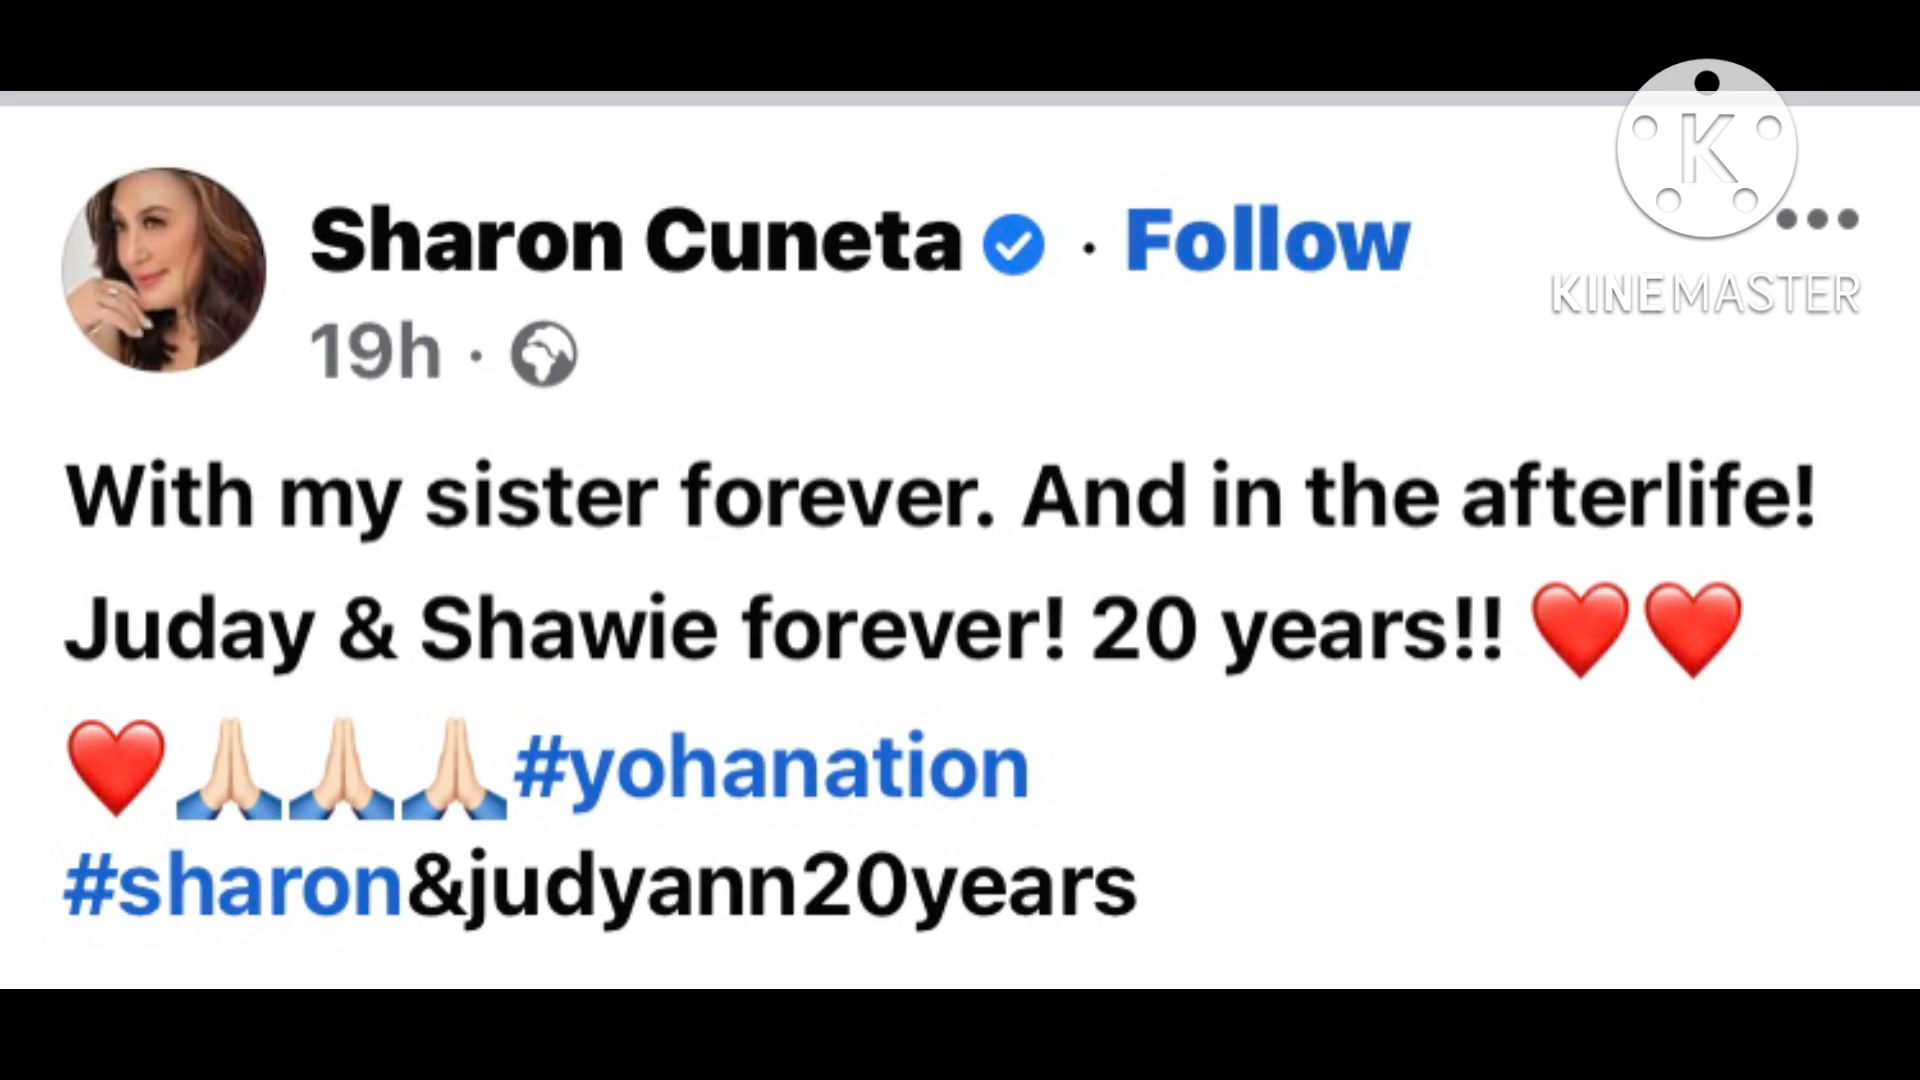 Sharon Cuneta · Follow
KINEMASTER
19h ·
With my sister forever. And in the afterlife!
Juday & Shawie forever! 20 years!! ❤️❤️
❤️🙏🏻🙏🏻🙏🏻#yohanation
#sharon&judyann20years